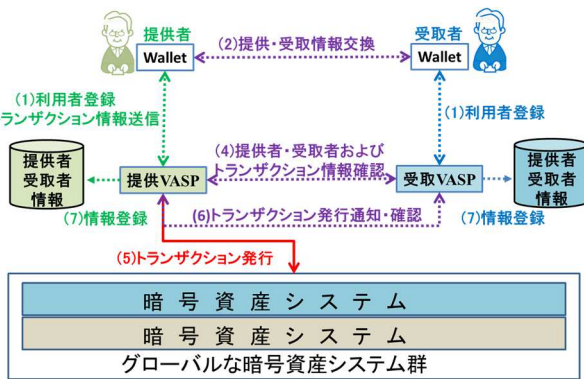 提供者
受取者
Wallet
(2)提供・受取情報交換
Wallet
(1)利用者登録
ランザクション情報送信
(1)利用者登録
提供者
受取者
情報
提供VASP
(4)提供者・受取者および
トランザクション情報確認
受取VASP
提供者
受取者
情報
(7)情報登録
(6)トランザクション発行通知・確認
(7)情報登録
(5)トランザクション発行
暗号資産システム
暗号資産システム
グローバルな暗号資産システム群